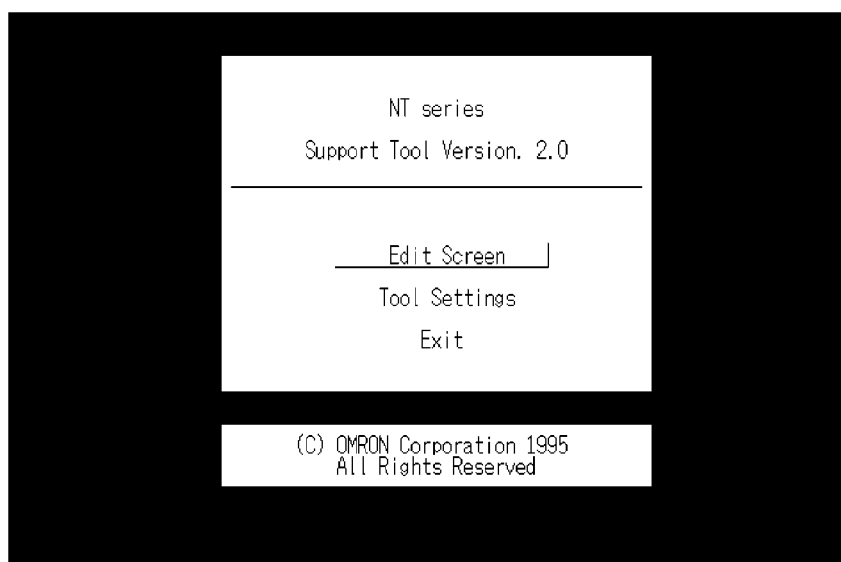 NT series
Support Tool Version. 2.0
Edit Screen
Tool Settings
Exit
(C) OMRON Corporation 1995
All Rights Reserved